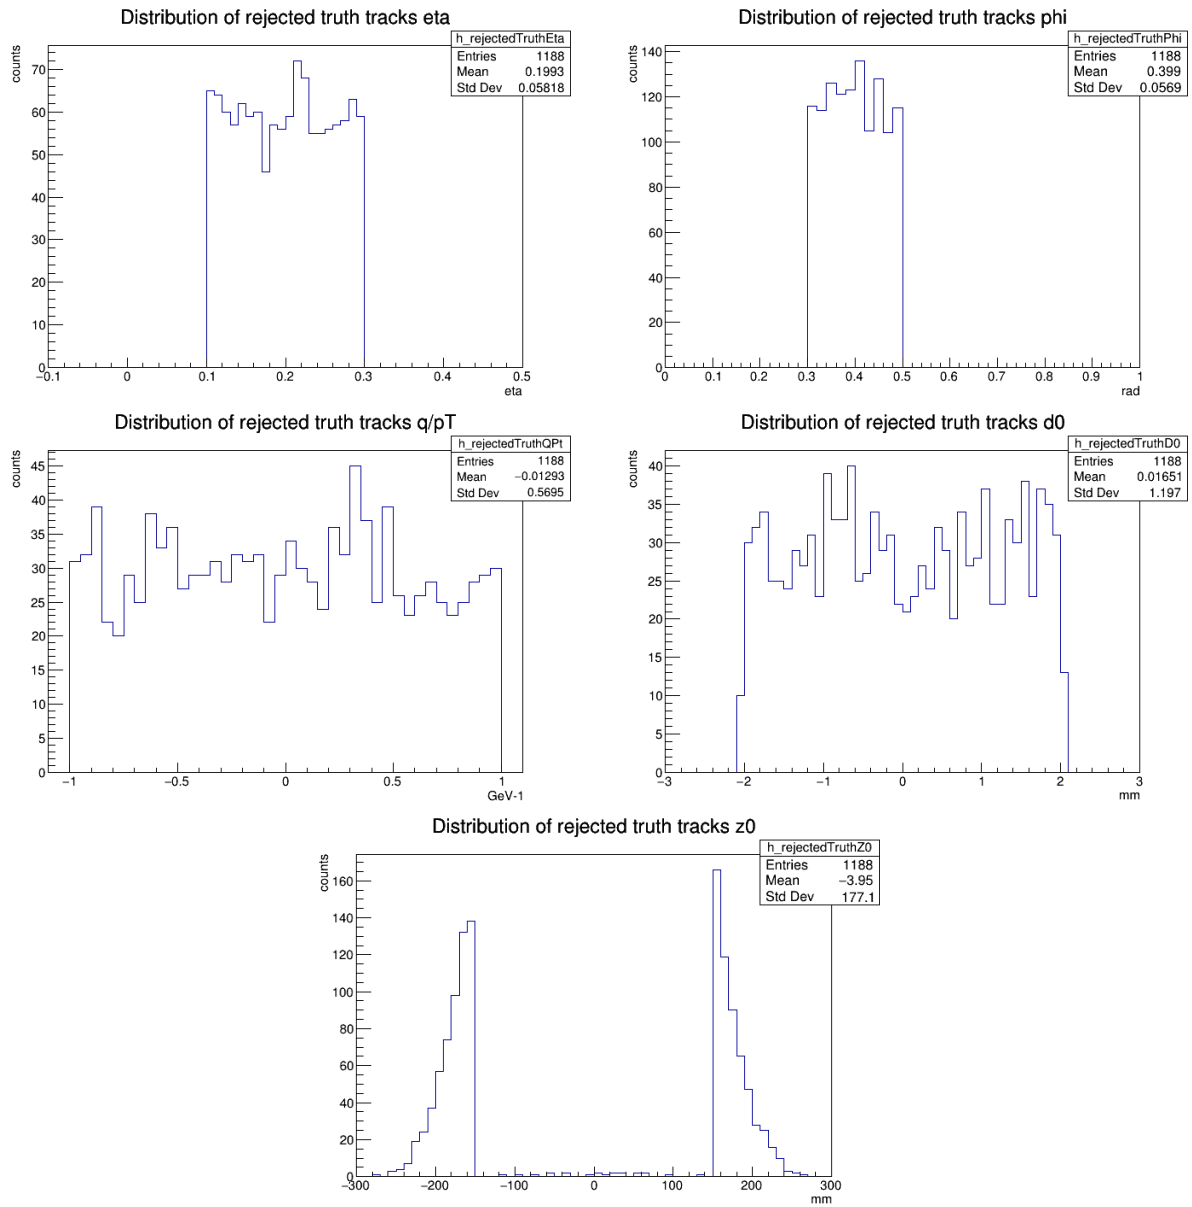 Distribution of rejected truth tracks eta
h_rejectedTruthEta
Entries 1188
Mean 0.1993
Std Dev 0.05818
counts
70
60
50
40
30
20
10
0
−0.1 0 0.1 0.2 0.3 0.4 0.5
eta
Distribution of rejected truth tracks phi
h_rejectedTruthPhi
Entries 1188
Mean 0.399
Std Dev 0.0569
counts
140
120
100
80
60
40
20
0
0 0.1 0.2 0.3 0.4 0.5 0.6 0.7 0.8 0.9 1
rad
Distribution of rejected truth tracks q/pT
h_rejectedTruthQPt
Entries 1188
Mean −0.01293
Std Dev 0.5695
counts
45
40
35
30
25
20
15
10
5
0
−1 −0.5 0 0.5 1
GeV-1
Distribution of rejected truth tracks d0
h_rejectedTruthD0
Entries 1188
Mean 0.01651
Std Dev 1.197
counts
40
35
30
25
20
15
10
5
0
−3 −2 −1 0 1 2 3
mm
Distribution of rejected truth tracks z0
h_rejectedTruthZ0
Entries 1188
Mean −3.95
Std Dev 177.1
counts
160
140
120
100
80
60
40
20
0
−300 −200 −100 0 100 200 300
mm